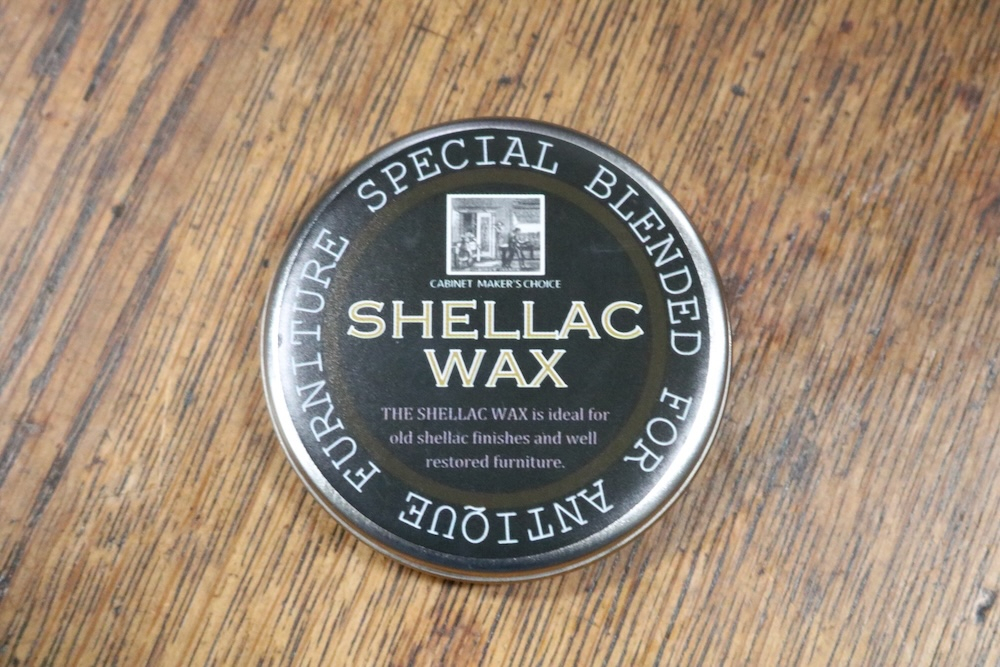 SPECIAL BLENDED FOR ANTIQUE FURNITURE
CABINET MAKER'S CHOICE
SHELLAC
WAX
THE SHELLAC WAX is ideal for
old shellac finishes and well
restored furniture.